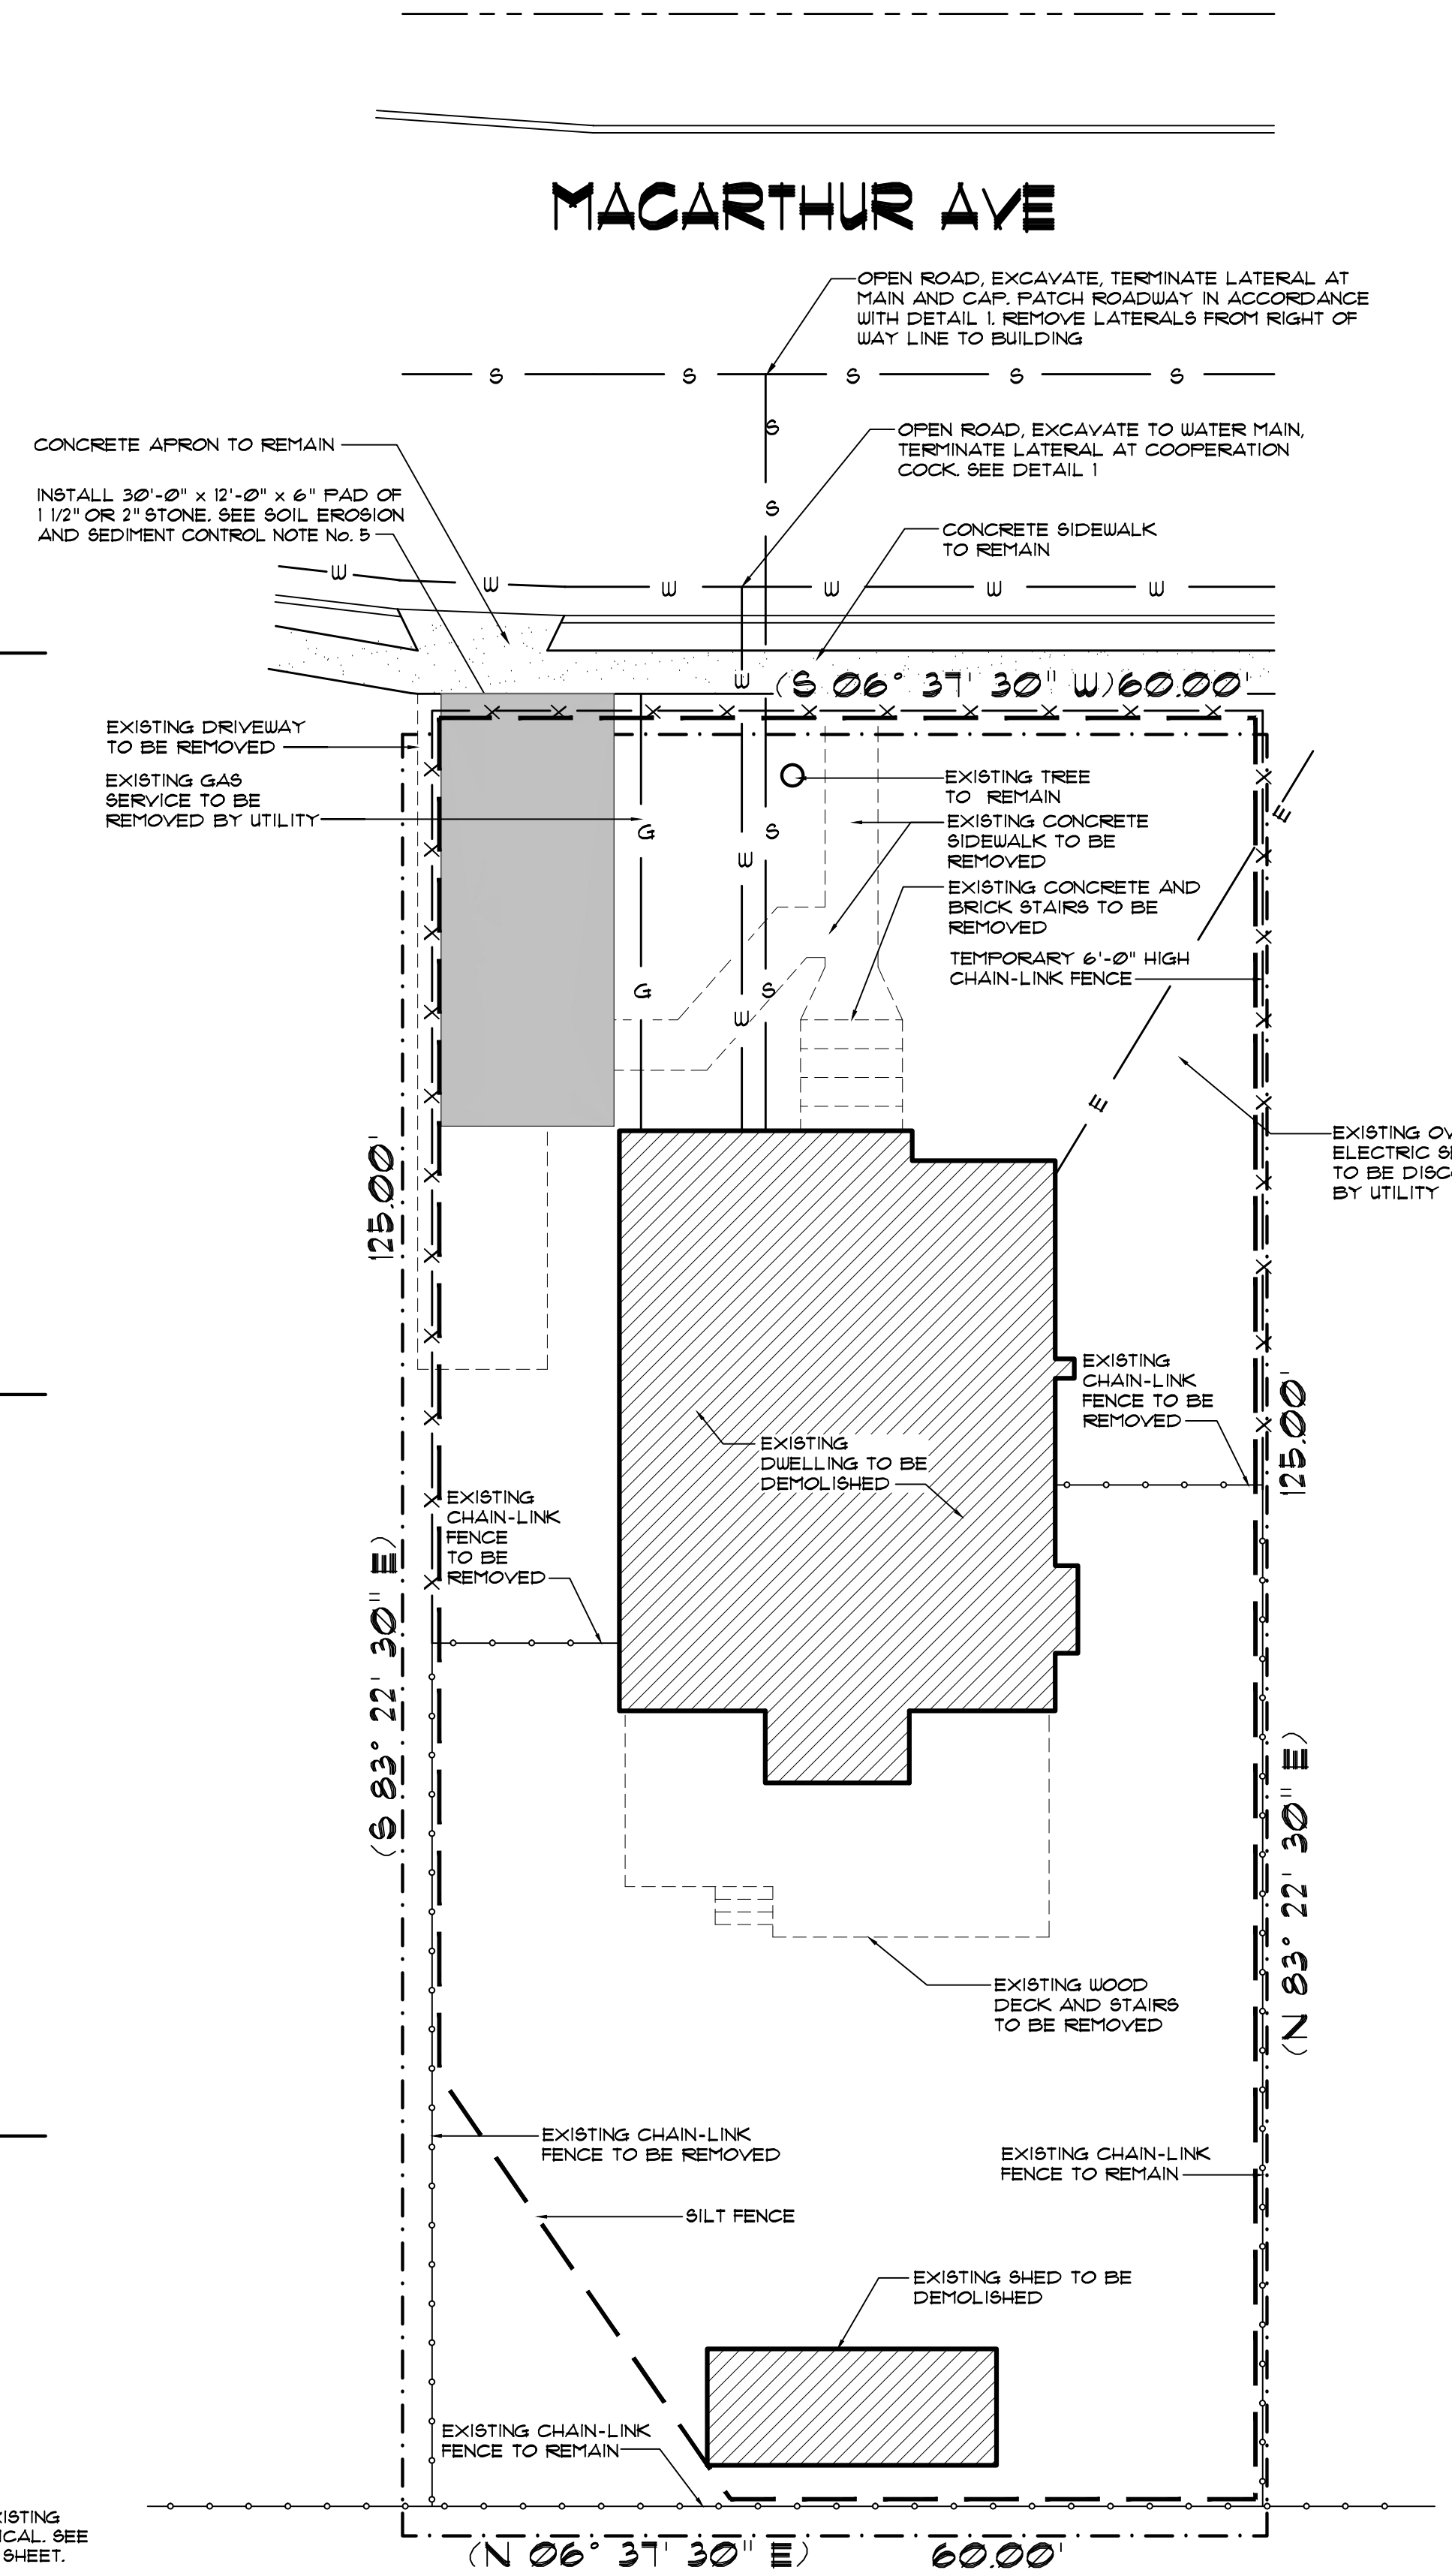 MACARTHUR AVE
OPEN ROAD, EXCAVATE, TERMINATE LATERAL AT
MAIN AND CAP. PATCH ROADWAY IN ACCORDANCE
WITH DETAIL 1. REMOVE LATERALS FROM RIGHT OF
WAY LINE TO BUILDING
S S S S S
S
CONCRETE APRON TO REMAIN
OPEN ROAD, EXCAVATE TO WATER MAIN,
TERMINATE LATERAL AT COOPERATION
COCK. SEE DETAIL 1
INSTALL 30'-0" x 12'-0" x 6" PAD OF
1 1/2" OR 2" STONE. SEE SOIL EROSION
AND SEDIMENT CONTROL NOTE No. 5
S
CONCRETE SIDEWALK
TO REMAIN
W W W W W W
W
(S 06° 37' 30" W) 60.00'
EXISTING DRIVEWAY
TO BE REMOVED
EXISTING GAS
SERVICE TO BE
REMOVED BY UTILITY
EXISTING TREE
TO REMAIN
E
G
S
W
EXISTING CONCRETE
SIDEWALK TO BE
REMOVED
EXISTING CONCRETE AND
BRICK STAIRS TO BE
REMOVED
TEMPORARY 6'-0" HIGH
CHAIN-LINK FENCE
G
S
W
E
125.00'
EXISTING OV
ELECTRIC SE
TO BE DISC
BY UTILITY
EXISTING
CHAIN-LINK
FENCE TO BE
REMOVED
125.00'
EXISTING
DWELLING TO BE
DEMOLISHED
EXISTING
CHAIN-LINK
FENCE
TO BE
REMOVED
(S 83° 22' 30" E)
(N 83° 22' 30" E)
EXISTING WOOD
DECK AND STAIRS
TO BE REMOVED
EXISTING CHAIN-LINK
FENCE TO BE REMOVED
EXISTING CHAIN-LINK
FENCE TO REMAIN
SILT FENCE
EXISTING SHED TO BE
DEMOLISHED
EXISTING CHAIN-LINK
FENCE TO REMAIN
XISTING
ICAL. SEE
SHEET.
(N 06° 37' 30" E) 60.00'